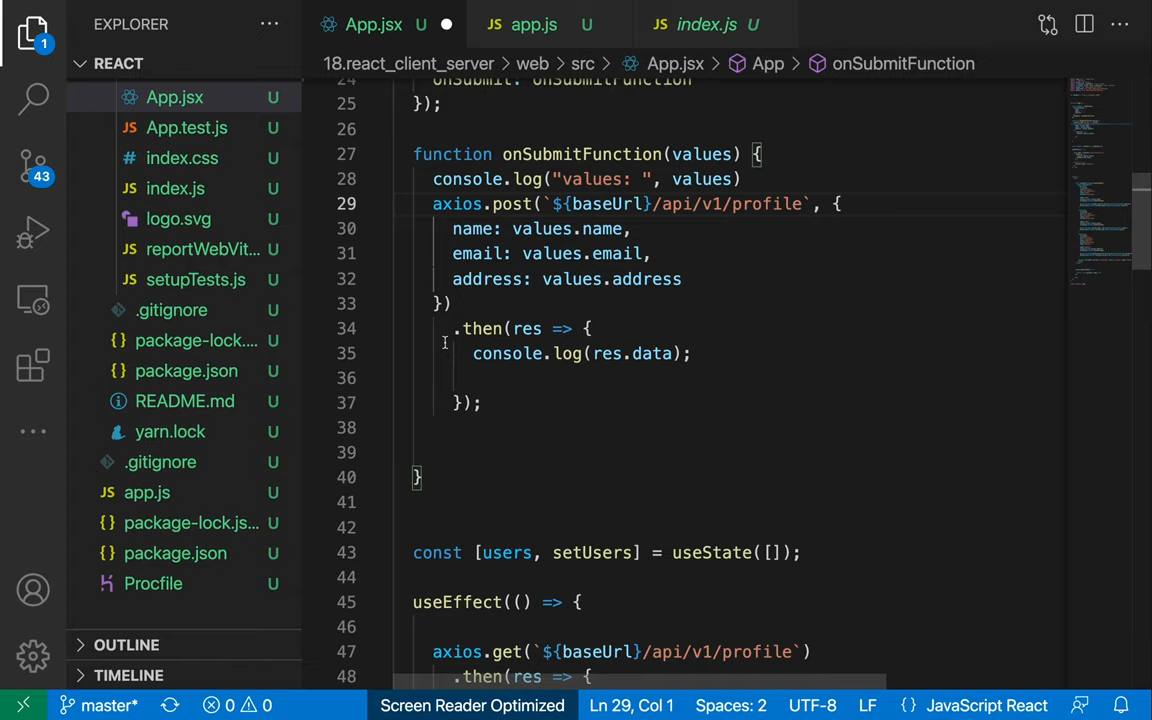 EXPLORER ···
App.jsx U
JS app.js U
JS index.js U
···
1
REACT
18.react_client_server > web > src > App.jsx > App > onSubmitFunction
App.jsx U
App.test.js U
# index.css U
JS index.js U
logo.svg U
reportWebVit... U
setupTests.js U
.gitignore U
{} package-lock.... U
{} package.json U
README.md U
yarn.lock U
.gitignore U
JS app.js U
{} package-lock.js... U
{} package.json U
Procfile U
43
OUTLINE
TIMELINE
24 onSubmit: onSubmitFunction
25 });
26
27 function onSubmitFunction(values) {
28 console.log("values: ", values)
29 axios.post(`${baseUrl}/api/v1/profile`, {
30 name: values.name,
31 email: values.email,
32 address: values.address
33 })
34 .then(res => {
35 console.log(res.data);
36
37 });
38
39
40 }
41
42
43 const [users, setUsers] = useState([]);
44
45 useEffect(() => {
46
47 axios.get(`${baseUrl}/api/v1/profile`)
48 .then(res => {
master* 0 0 Screen Reader Optimized Ln 29, Col 1 Spaces: 2 UTF-8 LF {} JavaScript React